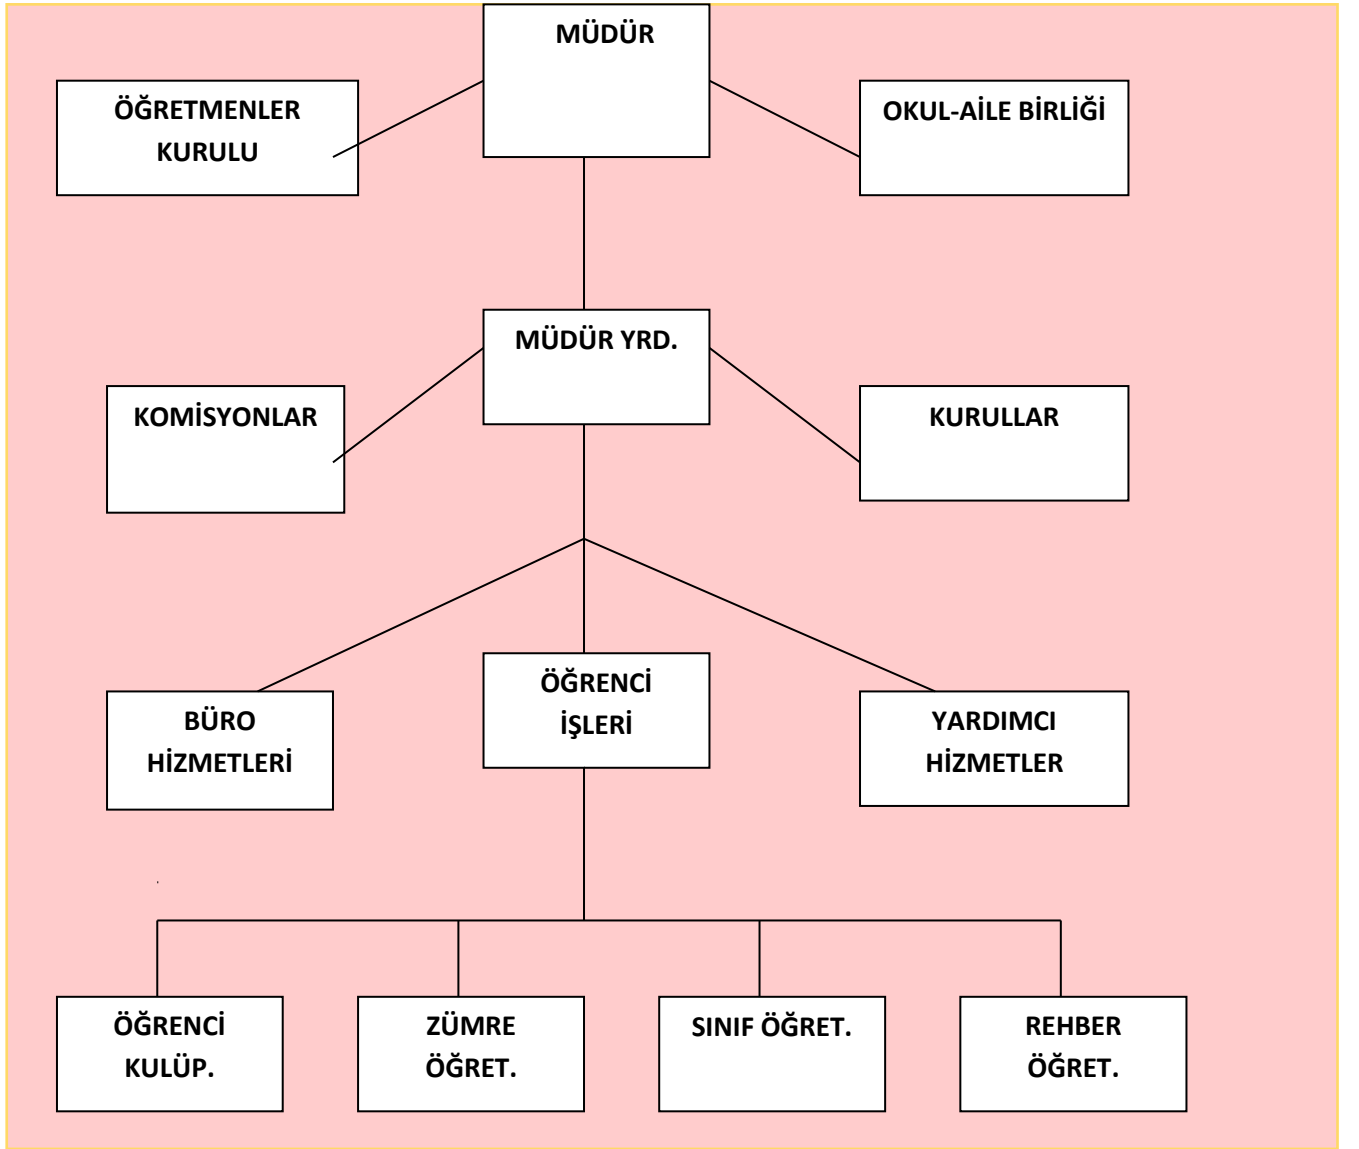 MÜDÜR
ÖĞRETMENLER
KURULU
OKUL-AİLE BİRLİĞİ
MÜDÜR YRD.
KOMİSYONLAR
KURULLAR
BÜRO
HİZMETLERİ
ÖĞRENCİ
İŞLERİ
YARDIMCI
HİZMETLER
ÖĞRENCİ
KULÜP.
ZÜMRE
ÖĞRET.
SINIF ÖĞRET.
REHBER
ÖĞRET.